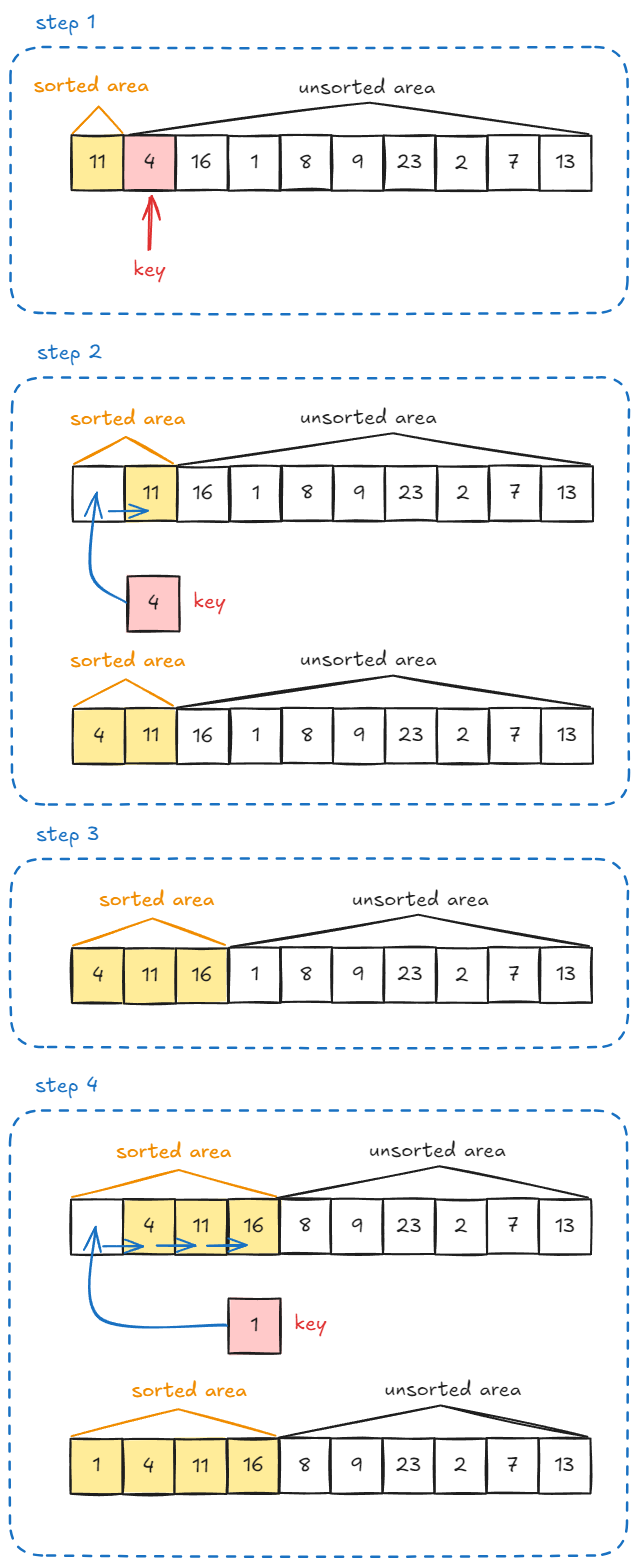 step 1
sorted area
unsorted area
11 4 16 1 8 9 23 2 7 13
key
step 2
sorted area
unsorted area
11 16 1 8 9 23 2 7 13
4 key
sorted area
unsorted area
4 11 16 1 8 9 23 2 7 13
step 3
sorted area
unsorted area
4 11 16 1 8 9 23 2 7 13
step 4
sorted area
unsorted area
4 11 16 8 9 23 2 7 13
1 key
sorted area
unsorted area
1 4 11 16 8 9 23 2 7 13